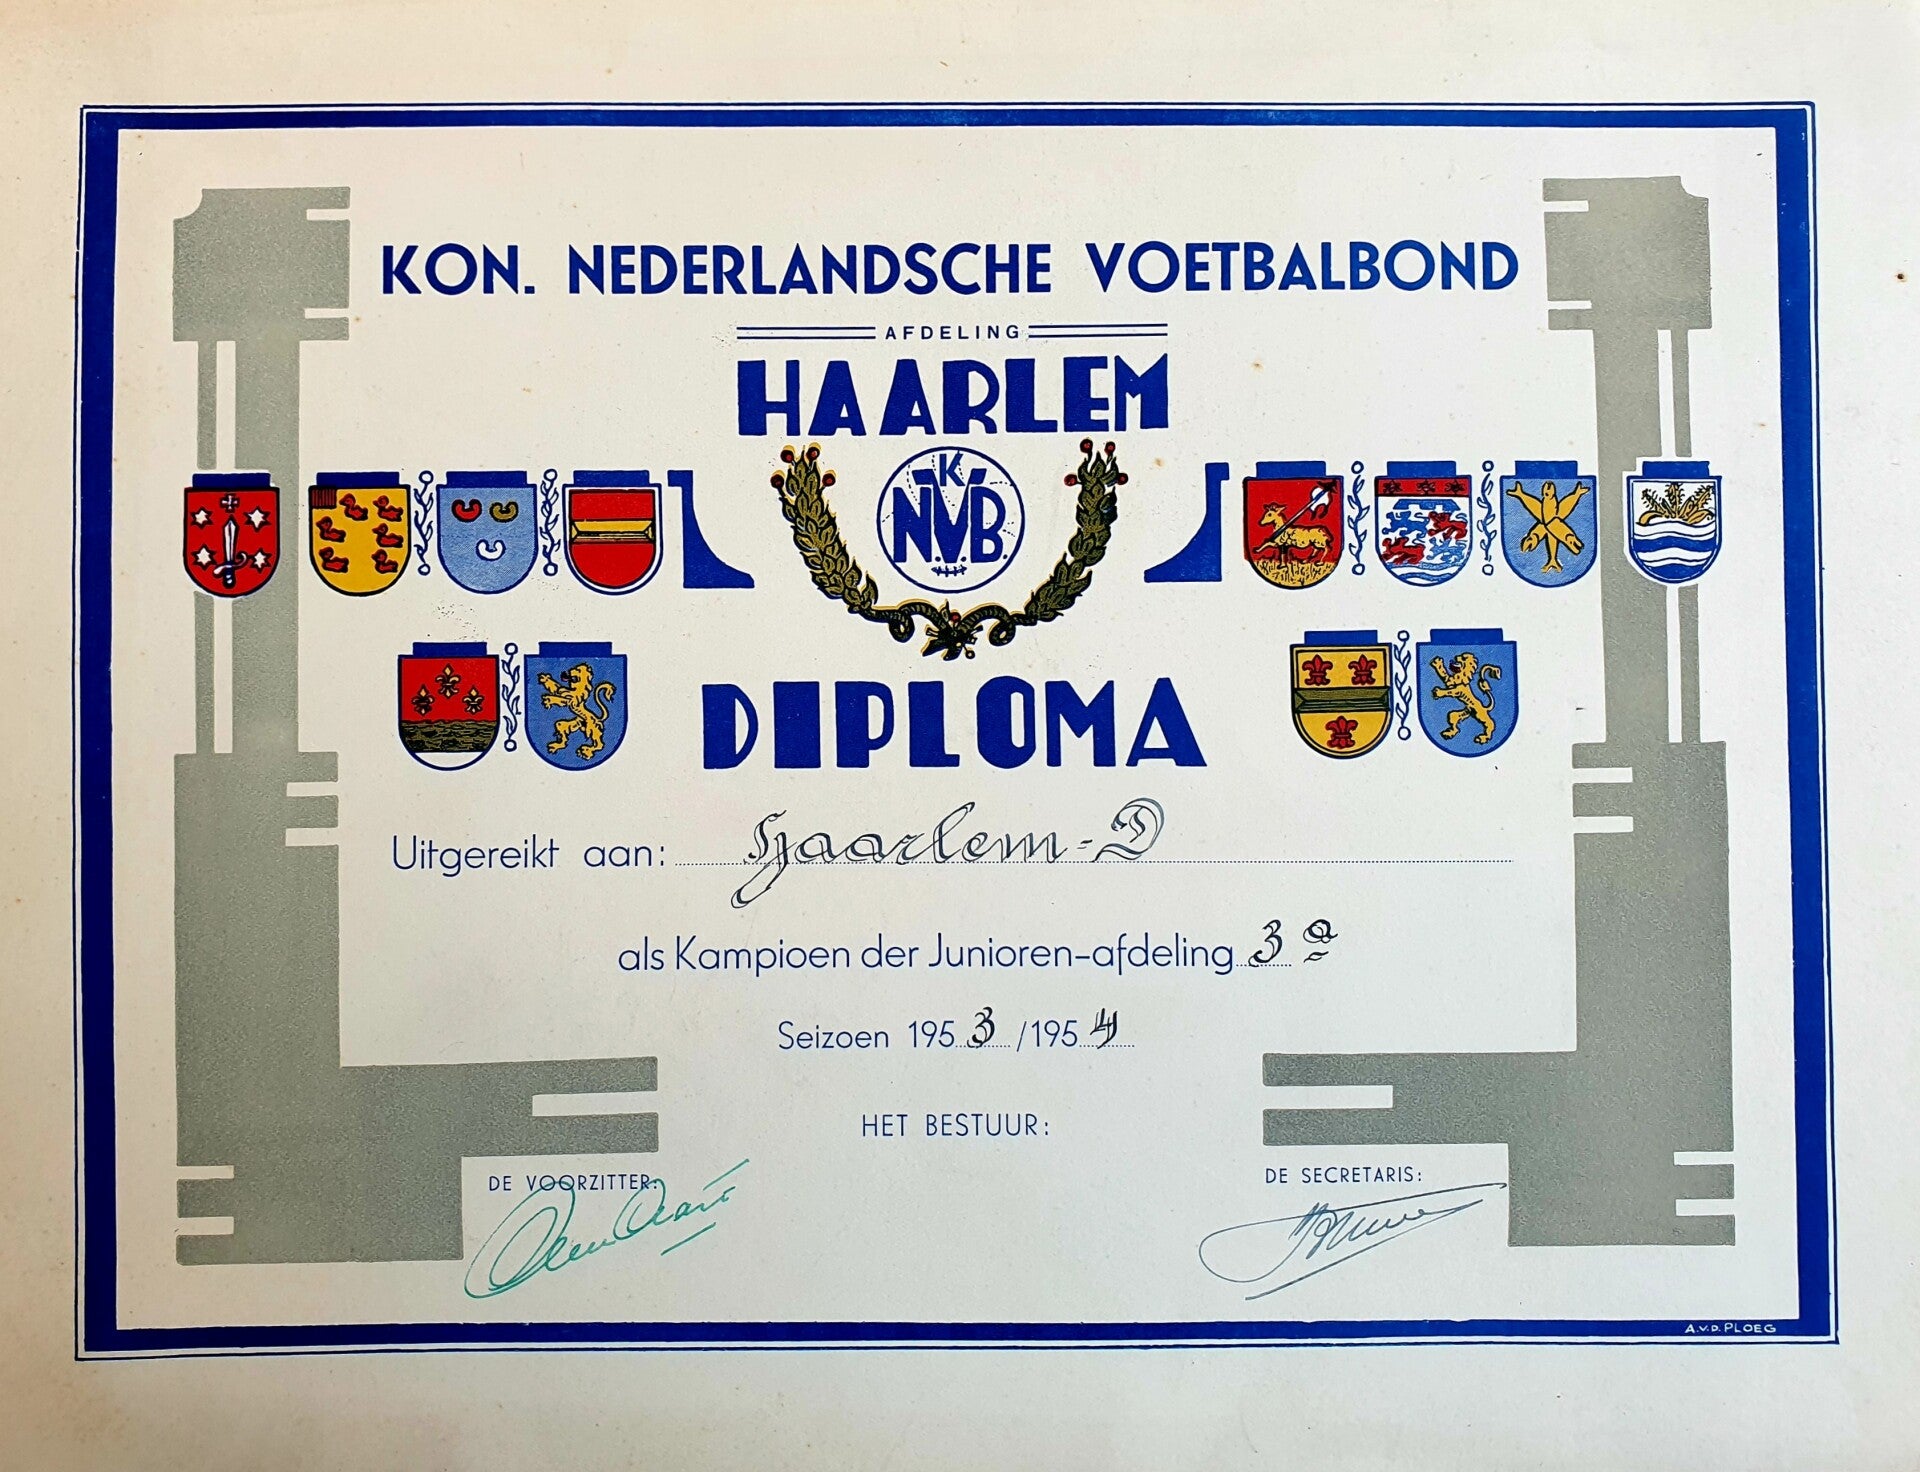 KON. NEDERLANDSCHE VOETBALBOND
AFDELING
HAARLEM
K
N.V.B.
DIPLOMA
Uitgereikt aan: Haarlem-D
als Kampioen der Junioren-afdeling 3a
Seizoen 1953/1954
HET BESTUUR:
DE VOORZITTER:
DE SECRETARIS:
A.V.D. PLOEG